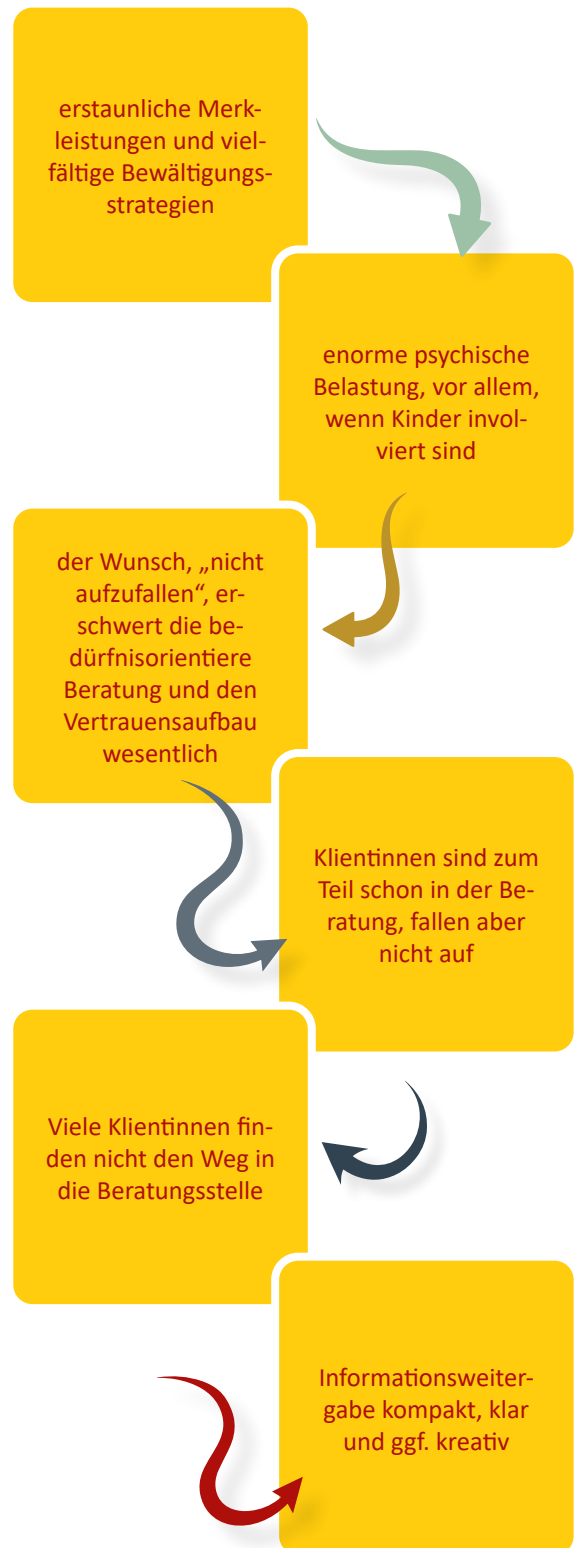 erstaunliche Merk-
leistungen und viel-
fältige Bewältigungs-
strategien
enorme psychische
Belastung, vor allem,
wenn Kinder invol-
viert sind
der Wunsch, „nicht
aufzufallen“, er-
schwert die be-
dürfnisorientiere
Beratung und den
Vertrauensaufbau
wesentlich
Klientinnen sind zum
Teil schon in der Be-
ratung, fallen aber
nicht auf
Viele Klientinnen fin-
den nicht den Weg in
die Beratungsstelle
Informationsweiter-
gabe kompakt, klar
und ggf. kreativ